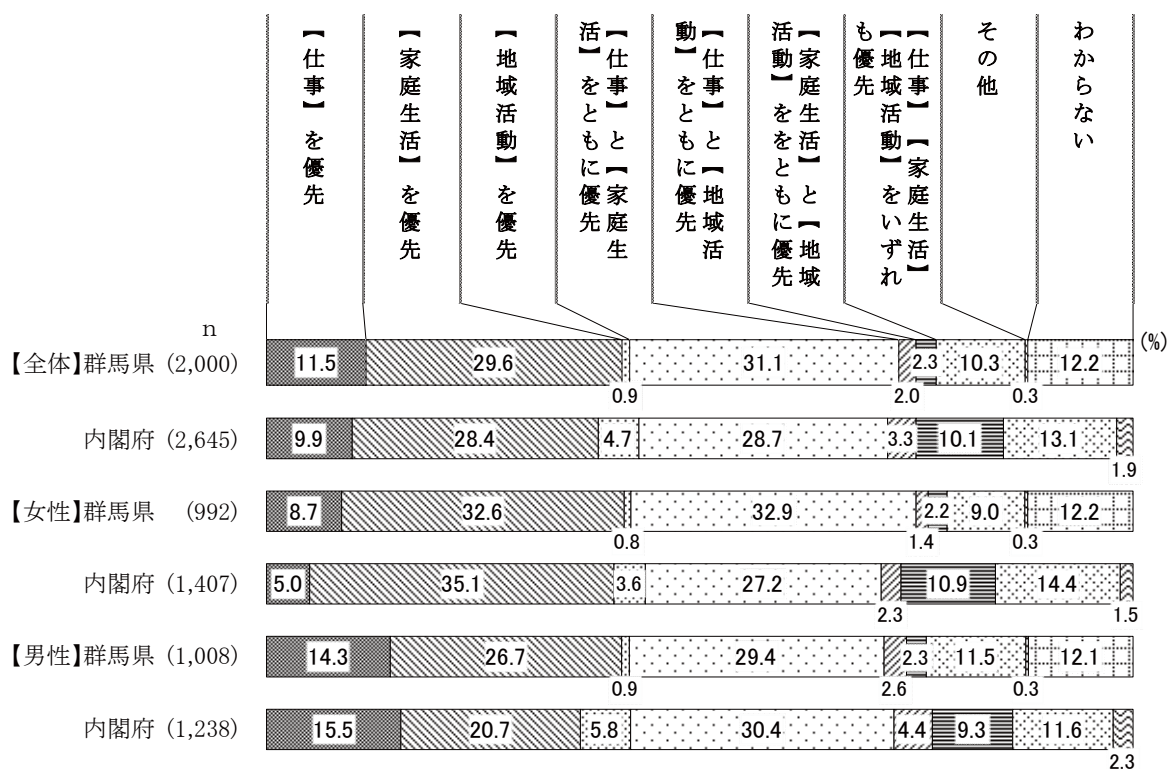 【仕事】を優先
【家庭生活】を優先
【地域活動】を優先
【仕事】と【家庭生
活】をともに優先
【仕事】と【地域活
動】をともに優先
【家庭生活】と【地域
活動】ををともに優先
【仕事】【家庭生活】
【地域活動】をいずれ
も優先
その他
わからない
n
(%)
【全体】群馬県 (2,000) 11.5 29.6 31.1 2.3 10.3 12.2
0.9 2.0 0.3
内閣府 (2,645) 9.9 28.4 4.7 28.7 3.3 10.1 13.1
1.9
【女性】群馬県 (992) 8.7 32.6 32.9 2.2 9.0 12.2
0.8 1.4 0.3
内閣府 (1,407) 5.0 35.1 3.6 27.2 10.9 14.4
2.3 1.5
【男性】群馬県 (1,008) 14.3 26.7 29.4 2.3 11.5 12.1
0.9 2.6 0.3
内閣府 (1,238) 15.5 20.7 5.8 30.4 4.4 9.3 11.6
2.3